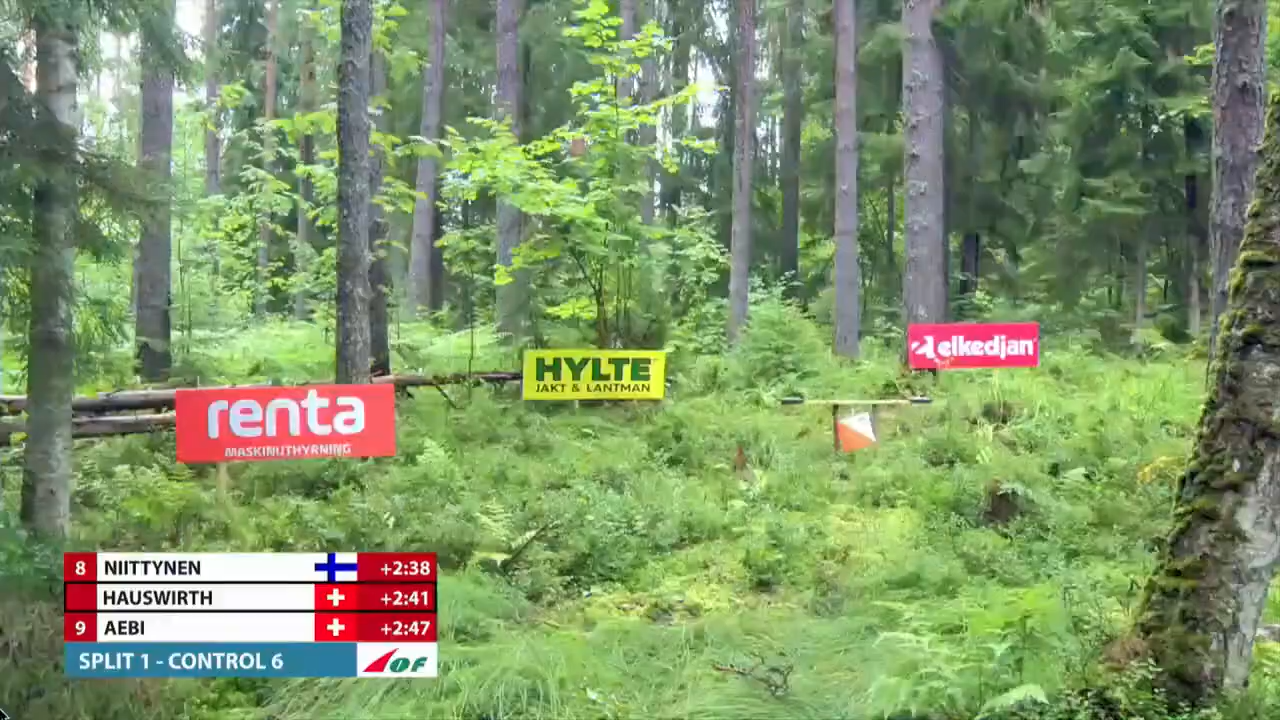 elkedjan
HYLTE
JAKT & LANTMAN
renta
MASKINUTHYRNING
8 NIITTYNEN +2:38
HAUSWIRTH +2:41
9 AEBI +2:47
SPLIT 1 - CONTROL 6 IOF